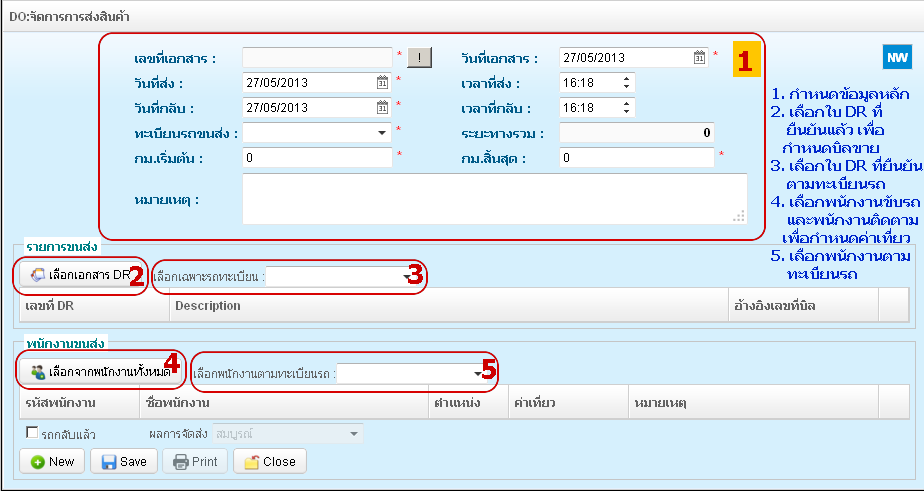 DO:จัดการการส่งสินค้า
เลขที่เอกสาร : * ! วันที่เอกสาร : 27/05/2013 31 * 1
NW
วันที่ส่ง : 27/05/2013 31 * เวลาที่ส่ง : 16:18
วันที่กลับ : 27/05/2013 31 * เวลาที่กลับ : 16:18
ทะเบียนรถขนส่ง : * ระยะทางรวม : 0
กม.เริ่มต้น : 0 * กม.สิ้นสุด : 0 *
หมายเหตุ :
1. กำหนดข้อมูลหลัก
2. เลือกใบ DR ที่
ยืนยันแล้ว เพื่อ
กำหนดบิลขาย
3. เลือกใบ DR ที่ยืนยัน
ตามทะเบียนรถ
4. เลือกพนักงานขับรถ
และพนักงานติดตาม
เพื่อกำหนดค่าเที่ยว
5. เลือกพนักงานตาม
ทะเบียนรถ
รายการขนส่ง
เลือกเอกสาร DR 2 เลือกเฉพาะรถทะเบียน : 3
เลขที่ DR Description อ้างอิงเลขที่บิล
พนักงานขนส่ง
เลือกจากพนักงานทั้งหมด 4 เลือกพนักงานตามทะเบียนรถ : 5
รหัสพนักงาน ชื่อพนักงาน ตำแหน่ง ค่าเที่ยว หมายเหตุ
รถกลับแล้ว ผลการจัดส่ง สมบูรณ์
New Save Print Close